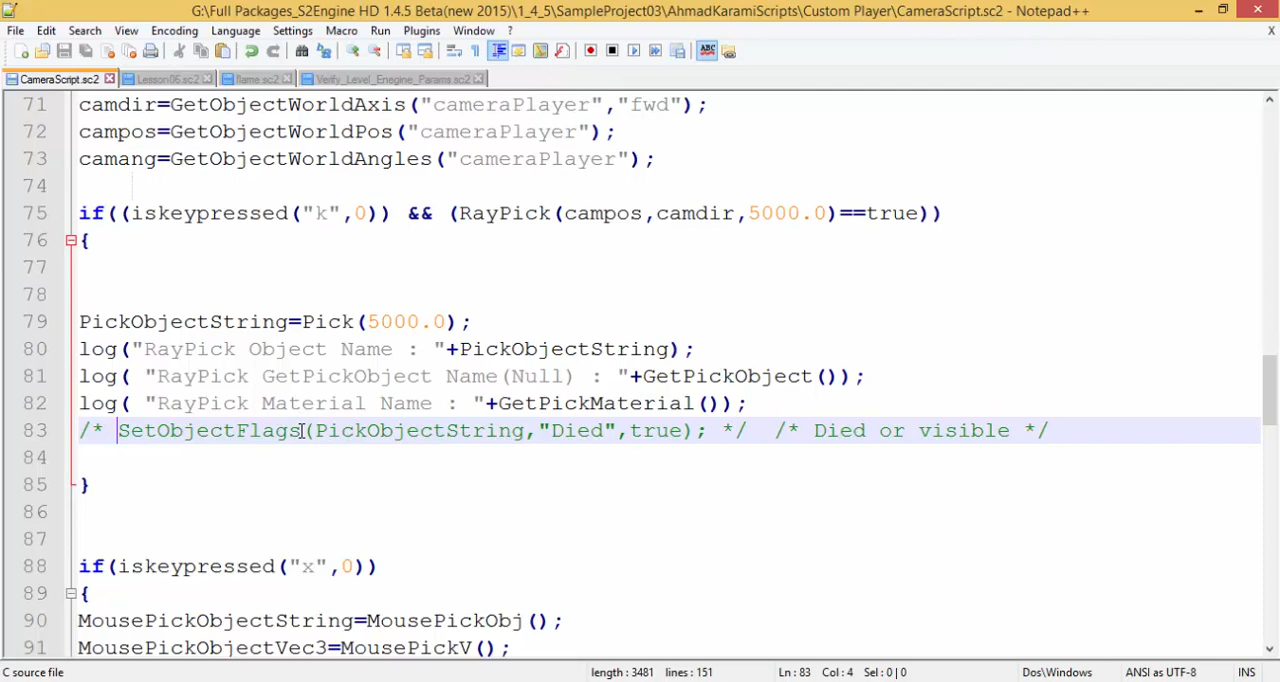 G:\Full Packages_S2Engine HD 1.4.5 Beta(new 2015)\1_4_5\SampleProject03\AhmadKaramiScripts\Custom Player\CameraScript.sc2 - Notepad++
File Edit Search View Encoding Language Settings Macro Run Plugins Window ? X
CameraScript.sc2 Lesson06.sc2 flame.sc2 Verify_Level_Enegine_Params.sc2
71 camdir=GetObjectWorldAxis("cameraPlayer","fwd");
72 campos=GetObjectWorldPos("cameraPlayer");
73 camang=GetObjectWorldAngles("cameraPlayer");
74
75 if((iskeypressed("k",0)) && (RayPick(campos,camdir,5000.0)==true))
76 {
77
78
79 PickObjectString=Pick(5000.0);
80 log("RayPick Object Name : "+PickObjectString);
81 log( "RayPick GetPickObject Name(Null) : "+GetPickObject());
82 log( "RayPick Material Name : "+GetPickMaterial());
83 /* SetObjectFlags(PickObjectString,"Died",true); */ /* Died or visible */
84
85 }
86
87
88 if(iskeypressed("x",0))
89 {
90 MousePickObjectString=MousePickObj();
91 MousePickObjectVec3=MousePickV();
C source file length : 3481 lines : 151 Ln : 83 Col : 4 Sel : 0 | 0 Dos\Windows ANSI as UTF-8 INS